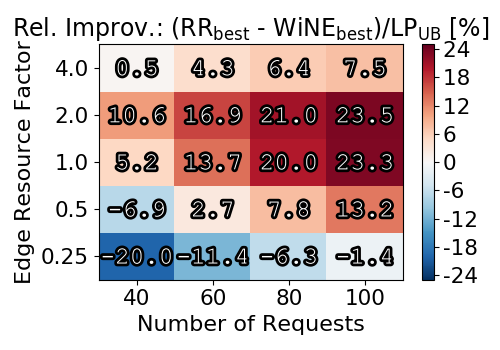 Rel. Improv.: (RR_best - WiNE_best)/LP_UB [%]
Edge Resource Factor
4.0 0.5 4.3 6.4 7.5
2.0 10.6 16.9 21.0 23.5
1.0 5.2 13.7 20.0 23.3
0.5 −6.9 2.7 7.8 13.2
0.25 −20.0 −11.4 −6.3 −1.4
40 60 80 100
Number of Requests
24
18
12
6
0
-6
-12
-18
-24